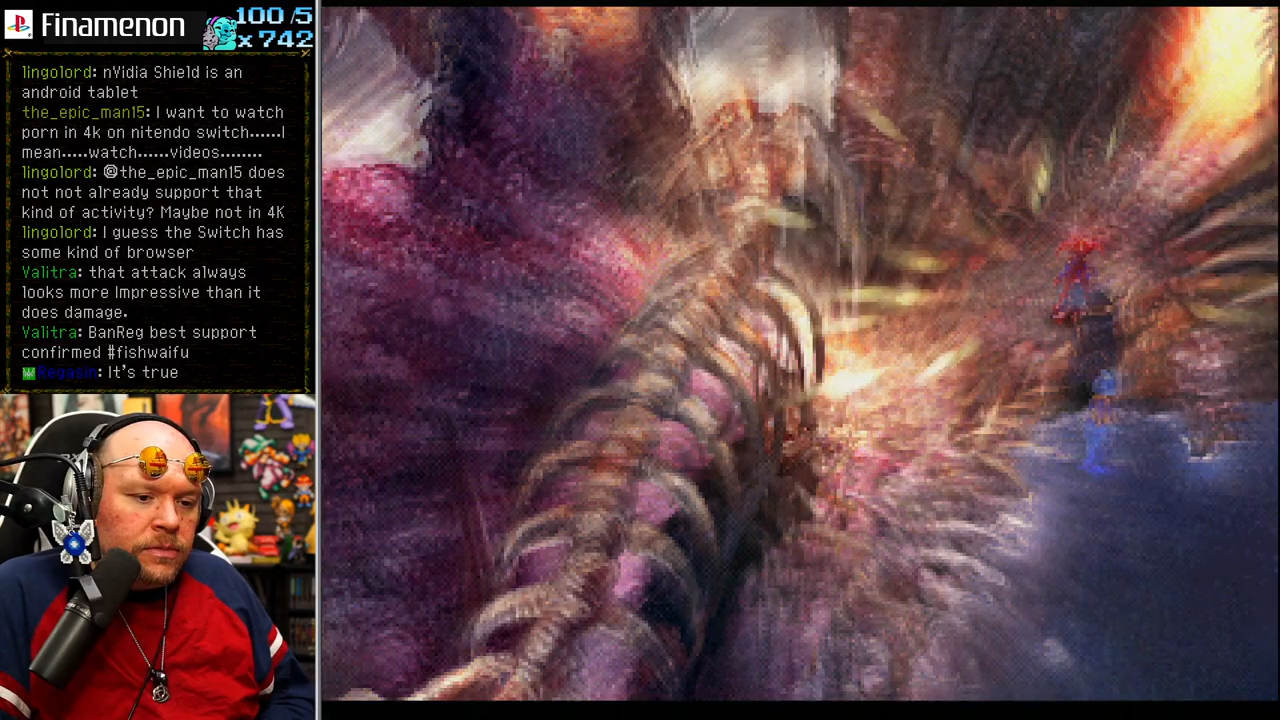 Finamenon
100/5
x742
lingolord: nVidia Shield is an
android tablet
the_epic_man15: I want to watch
porn in 4k on nitendo switch......I
mean.....watch......videos........
lingolord: @the_epic_man15 does
not not already support that
kind of activity? Maybe not in 4K
lingolord: I guess the Switch has
some kind of browser
Valitra: that attack always
looks more Impressive than it
does damage.
Valitra: BanReg best support
confirmed #fishwaifu
Regasin: It's true